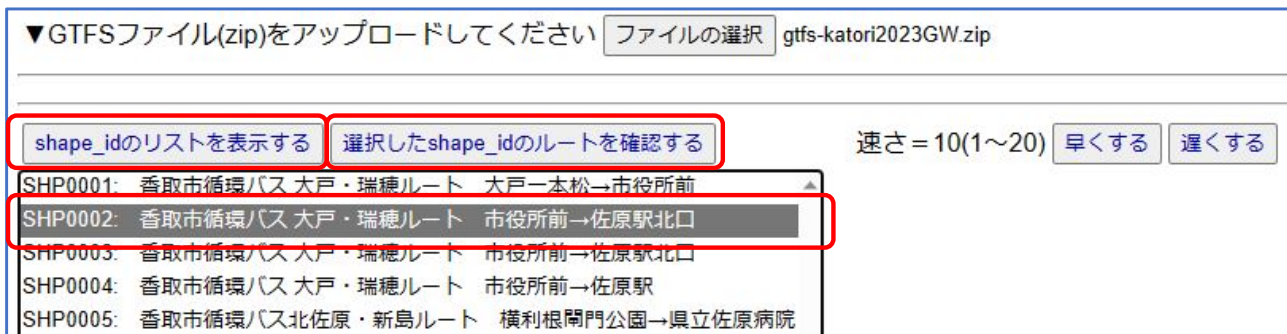 ▼GTFSファイル(zip)をアップロードしてください ファイルの選択 gtfs-katori2023GW.zip
shape_idのリストを表示する 選択したshape_idのルートを確認する 速さ=10(1～20) 早くする 遅くする
SHP0001: 香取市循環バス 大戸・瑞穂ルート 大戸一本松→市役所前
SHP0002: 香取市循環バス 大戸・瑞穂ルート 市役所前→佐原駅北口
SHP0003: 香取市循環バス 大戸・瑞穂ルート 市役所前→佐原駅北口
SHP0004: 香取市循環バス 大戸・瑞穂ルート 市役所前→佐原駅
SHP0005: 香取市循環バス北佐原・新島ルート 横利根閘門公園→県立佐原病院